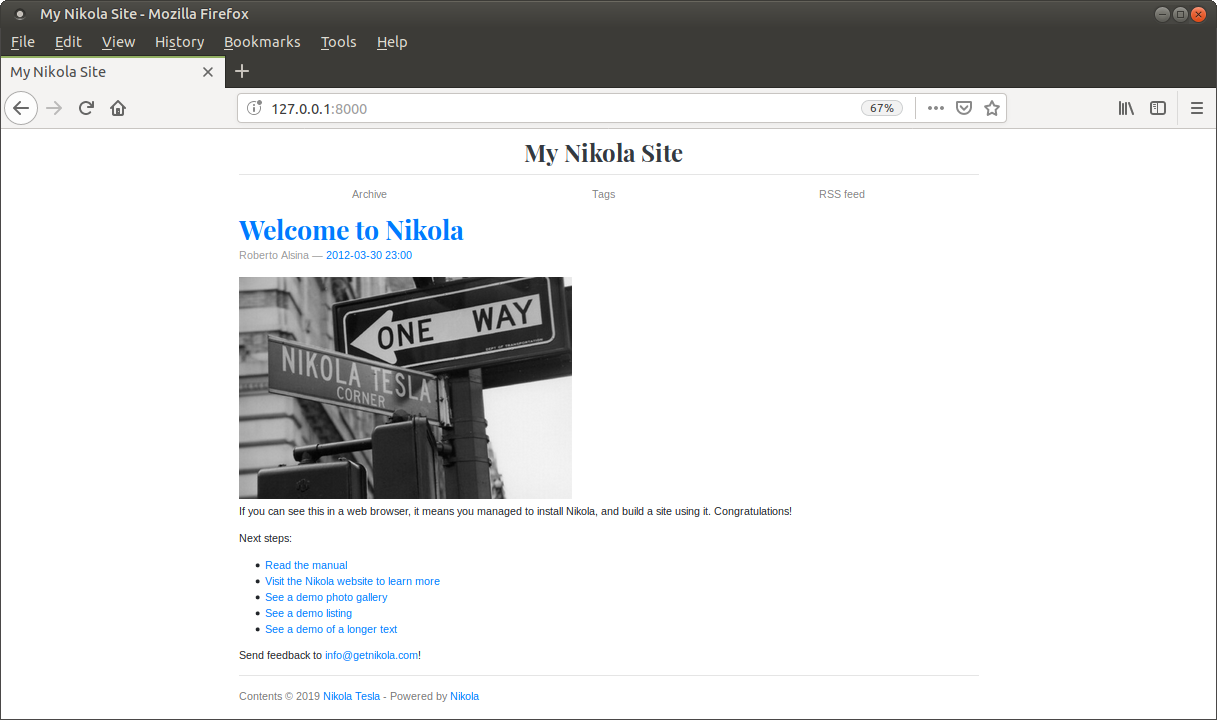 My Nikola Site - Mozilla Firefox
File Edit View History Bookmarks Tools Help
My Nikola Site
127.0.0.1:8000 67%
My Nikola Site
Archive Tags RSS feed
Welcome to Nikola
Roberto Alsina — 2012-03-30 23:00
ONE WAY
DEPT OF TRANSPORTATION
NIKOLA TESLA
CORNER
If you can see this in a web browser, it means you managed to install Nikola, and build a site using it. Congratulations!
Next steps:
• Read the manual
• Visit the Nikola website to learn more
• See a demo photo gallery
• See a demo listing
• See a demo of a longer text
Send feedback to info@getnikola.com!
Contents © 2019 Nikola Tesla - Powered by Nikola